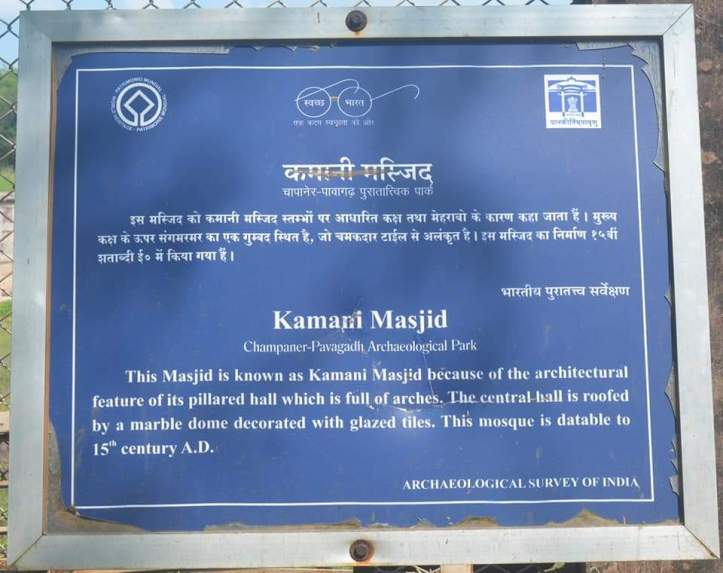 स्वच्छ भारत
एक कदम स्वच्छता की ओर
प्रत्नकीर्तिमपावृणु
कमानी मस्जिद
चांपानेर-पावागढ़ पुरातात्विक पार्क
इस मस्जिद को कमानी मस्जिद स्तम्भों पर आधारित कक्ष तथा मेहराबो के कारण कहा जाता हैं। मुख्य
कक्ष के ऊपर संगमरमर का एक गुम्बद स्थित है, जो चमकदार टाईल से अलंकृत है। इस मस्जिद का निर्माण १५वीं
शताब्दी ई० में किया गया हैं।
भारतीय पुरातत्त्व सर्वेक्षण
Kamani Masjid
Champaner-Pavagadh Archaeological Park
This Masjid is known as Kamani Masjid because of the architectural
feature of its pillared hall which is full of arches. The central hall is roofed
by a marble dome decorated with glazed tiles. This mosque is datable to
15th century A.D.
ARCHAEOLOGICAL SURVEY OF INDIA